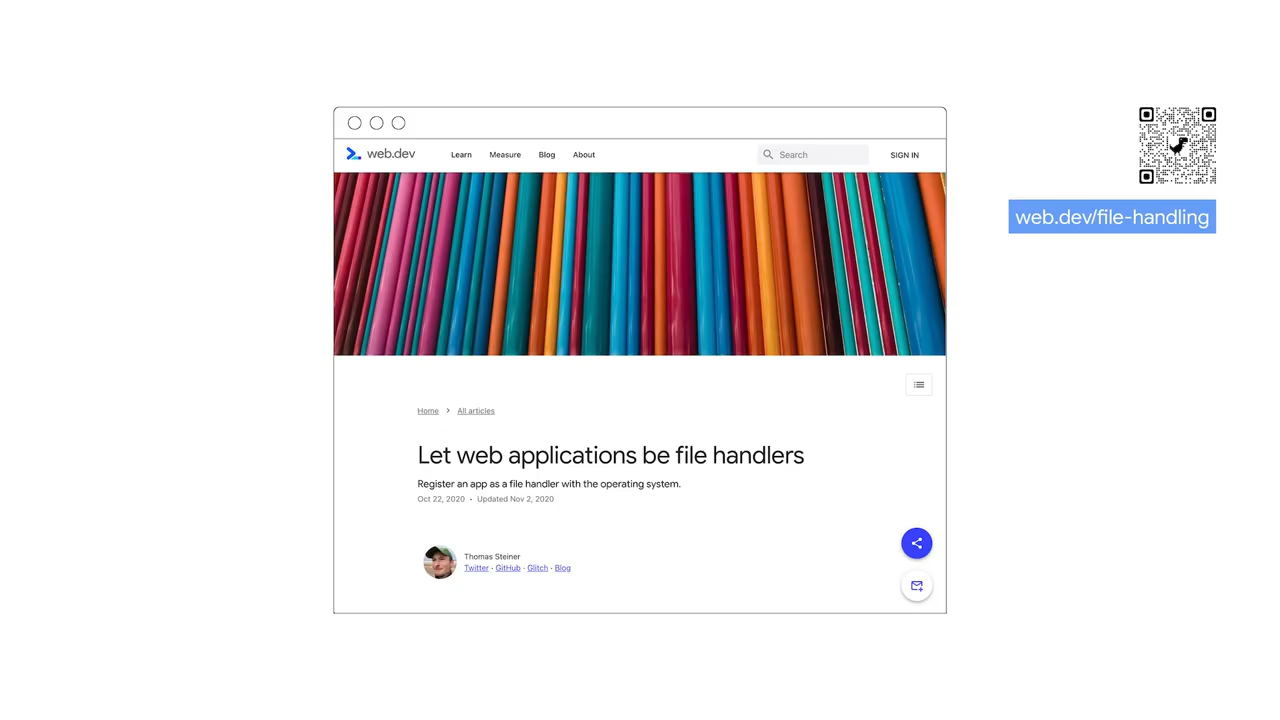 web.dev
Learn
Measure
Blog
About
Search
SIGN IN
web.dev/file-handling
Home
All articles
Let web applications be file handlers
Register an app as a file handler with the operating system.
Oct 22, 2020 • Updated Nov 2, 2020
Thomas Steiner
Twitter · GitHub · Glitch · Blog